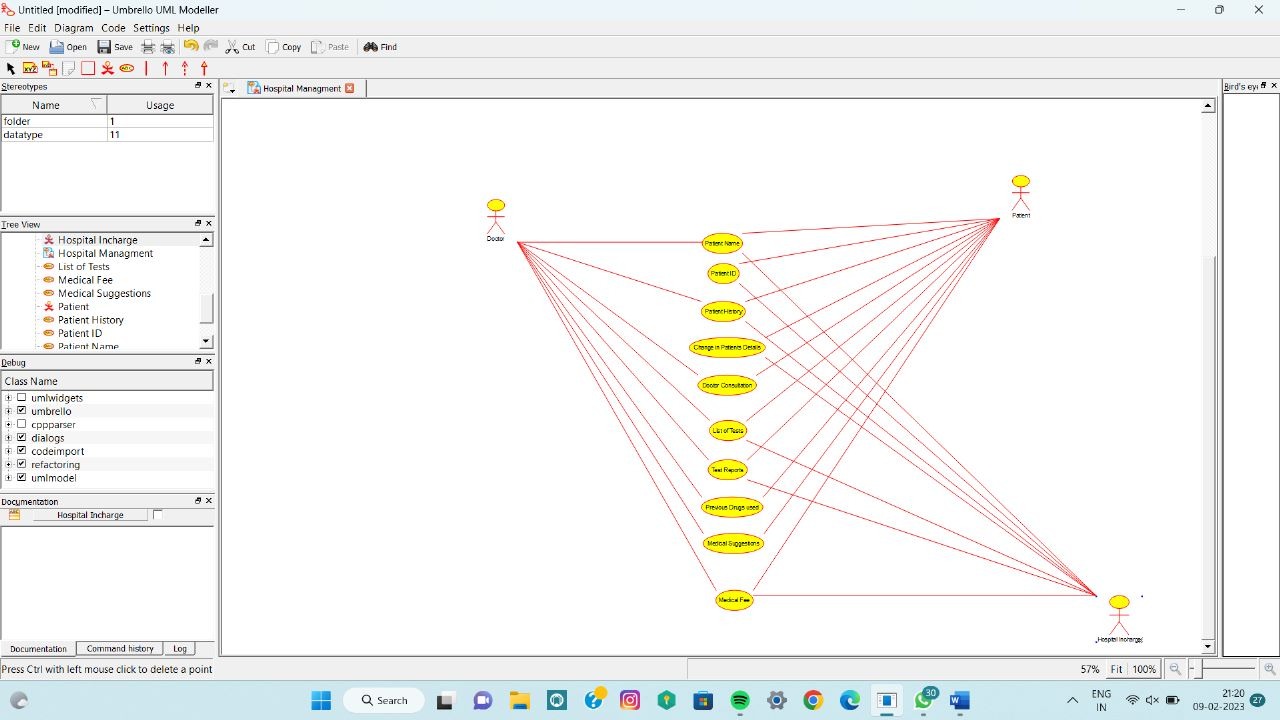 Untitled [modified] – Umbrello UML Modeller
File Edit Diagram Code Settings Help
New Open Save Cut Copy Paste Find
Stereotypes
Name Usage
folder 1
datatype 11
Tree View
Hospital Incharge
Hospital Managment
List of Tests
Medical Fee
Medical Suggestions
Patient
Patient History
Patient ID
Patient Name
Debug
Class Name
umlwidgets
umbrello
cppparser
dialogs
codeimport
refactoring
umlmodel
Documentation
Hospital Incharge
Documentation Command history Log
Press Ctrl with left mouse click to delete a point
Hospital Managment
Bird's eye
Doctor
Patient
Patient Name
Patient ID
Patient History
Change in Patients Details
Doctor Consultation
List of Tests
Test Reports
Previous Drugs used
Medical Suggestions
Medical Fee
Hospital Incharge
57% Fit 100%
Search
30
ENG
IN
21:20
09-02-2023
27